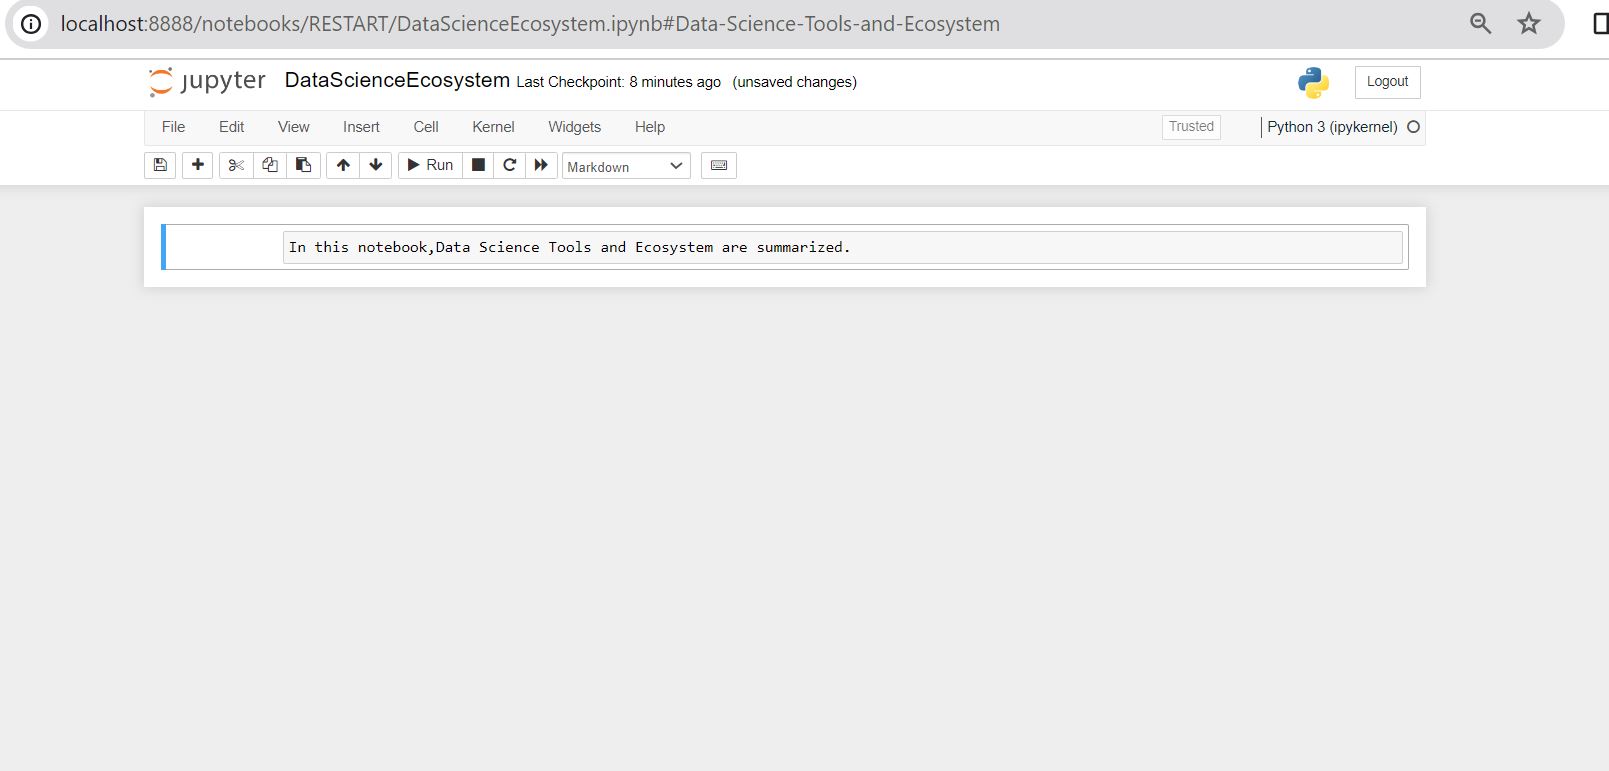 localhost:8888/notebooks/RESTART/DataScienceEcosystem.ipynb#Data-Science-Tools-and-Ecosystem
jupyter DataScienceEcosystem Last Checkpoint: 8 minutes ago (unsaved changes) Logout
File Edit View Insert Cell Kernel Widgets Help Trusted Python 3 (ipykernel)
Run Markdown
In this notebook,Data Science Tools and Ecosystem are summarized.